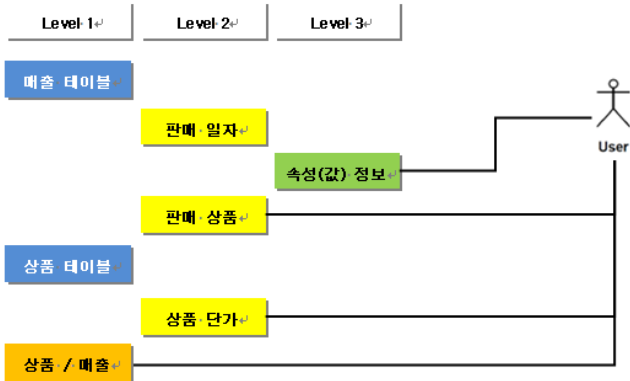 Level 1 Level 2 Level 3
매출 테이블
판매 일자
User
속성(값) 정보
판매 상품
상품 테이블
상품 단가
상품 / 매출